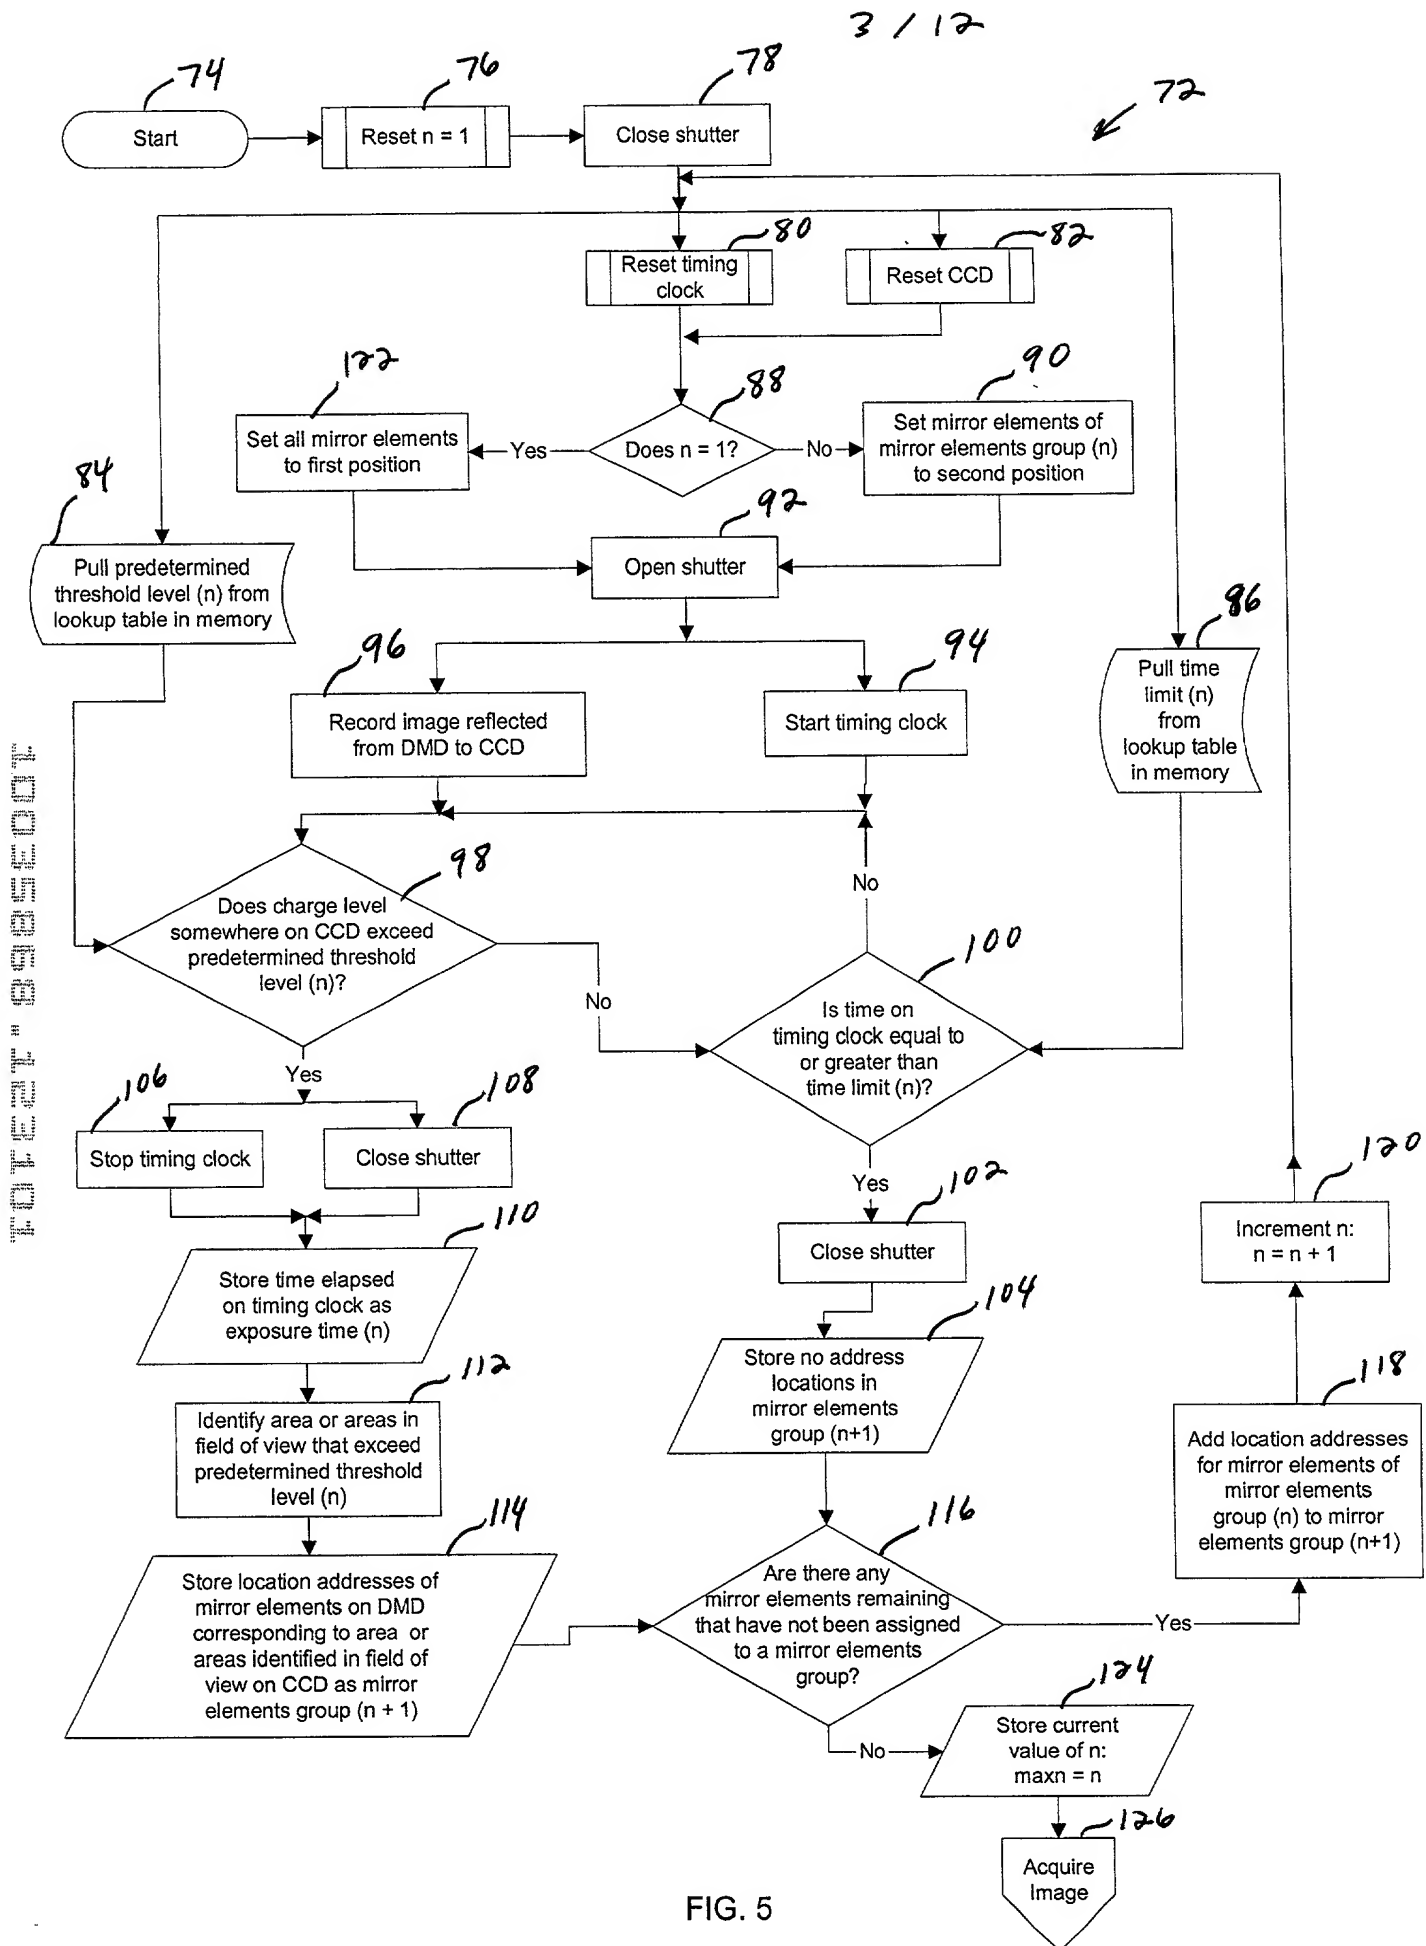 3 / 12
74
76
78
72
Start
Reset n = 1
Close shutter
80
82
Reset timing
clock
Reset CCD
122
88
90
Set all mirror elements
to first position
Yes
Does n = 1?
No
Set mirror elements of
mirror elements group (n)
to second position
84
92
Pull predetermined
threshold level (n) from
lookup table in memory
Open shutter
86
96
94
Pull time
limit (n)
from
lookup table
in memory
Record image reflected
from DMD to CCD
Start timing clock
98
No
Does charge level
somewhere on CCD exceed
predetermined threshold
level (n)?
100
No
Is time on
timing clock equal to
or greater than
time limit (n)?
Yes
106
108
Stop timing clock
Close shutter
Yes
102
120
110
Close shutter
Increment n:
n = n + 1
Store time elapsed
on timing clock as
exposure time (n)
104
Store no address
locations in
mirror elements
group (n+1)
112
118
Identify area or areas in
field of view that exceed
predetermined threshold
level (n)
Add location addresses
for mirror elements of
mirror elements
group (n) to mirror
elements group (n+1)
114
116
Store location addresses of
mirror elements on DMD
corresponding to area or
areas identified in field of
view on CCD as mirror
elements group (n + 1)
Are there any
mirror elements remaining
that have not been assigned
to a mirror elements
group?
Yes
124
No
Store current
value of n:
maxn = n
126
Acquire
Image
FIG. 5